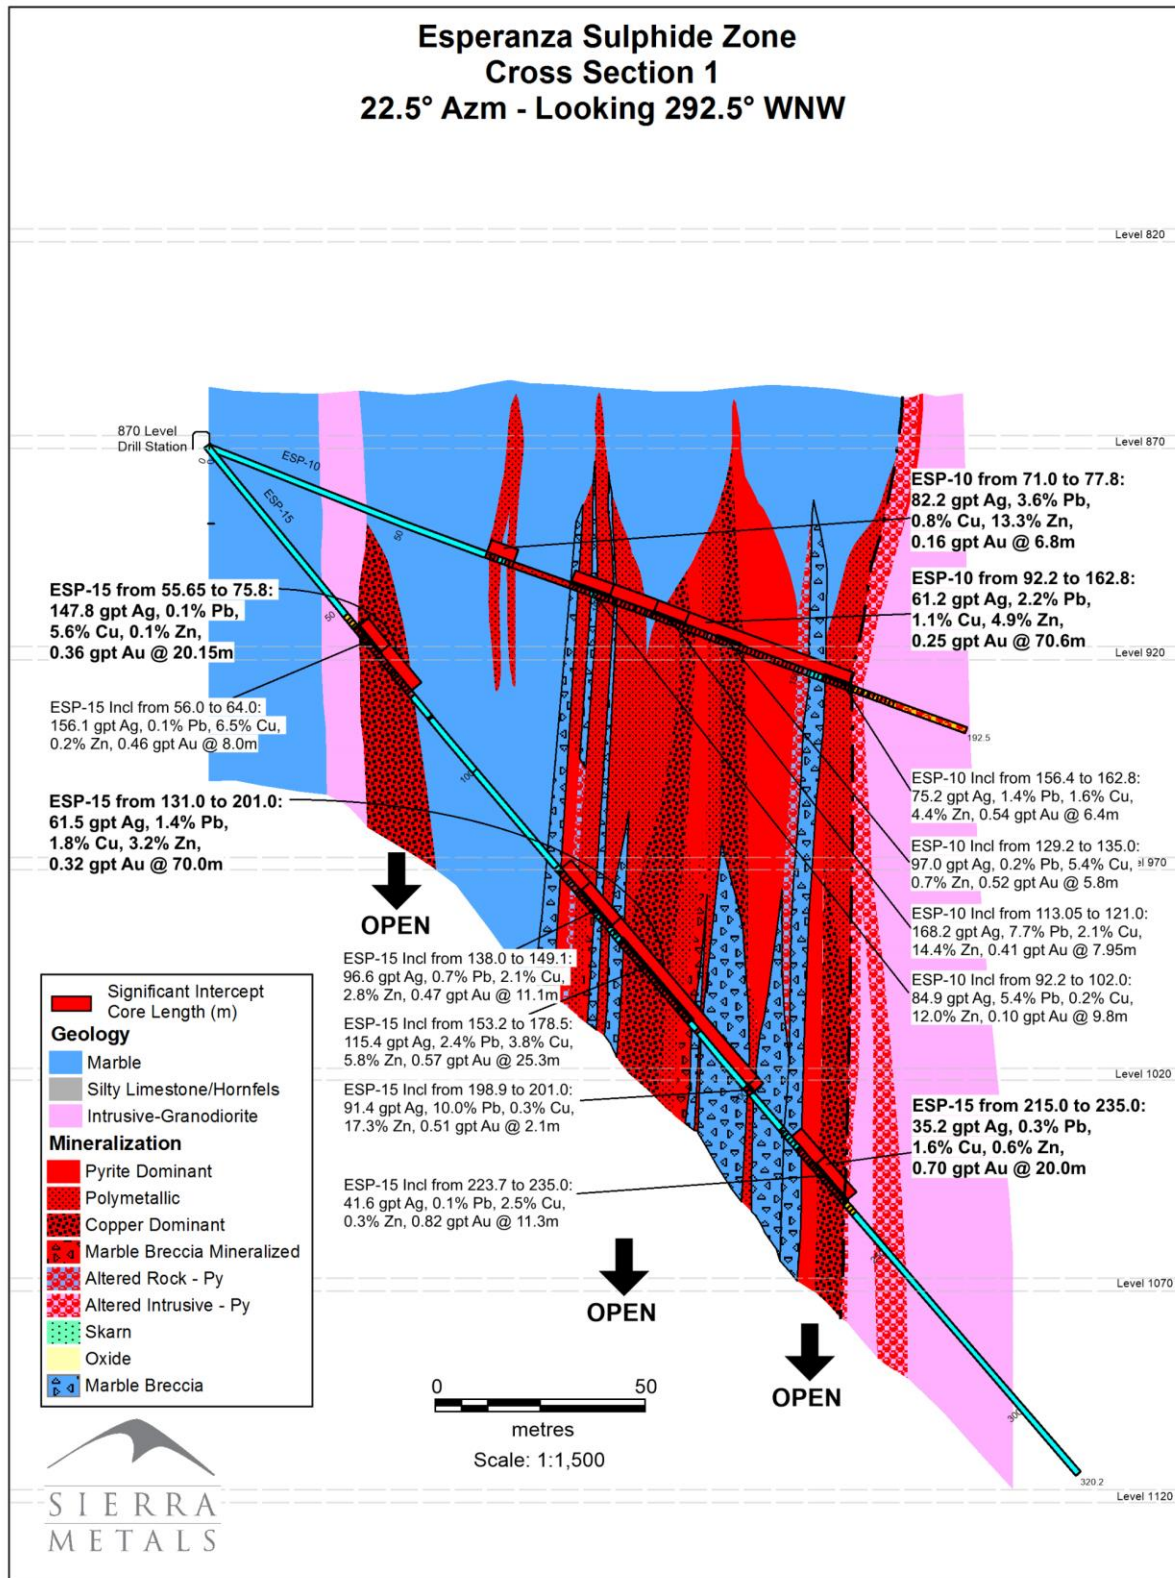 Esperanza Sulphide Zone
Cross Section 1
22.5° Azm - Looking 292.5° WNW
Level 820
870 Level
Drill Station
Level 870
0
0
ESP-10
ESP-15
50
50
ESP-10 from 71.0 to 77.8:
82.2 gpt Ag, 3.6% Pb,
0.8% Cu, 13.3% Zn,
0.16 gpt Au @ 6.8m
ESP-10 from 92.2 to 162.8:
61.2 gpt Ag, 2.2% Pb,
1.1% Cu, 4.9% Zn,
0.25 gpt Au @ 70.6m
ESP-15 from 55.65 to 75.8:
147.8 gpt Ag, 0.1% Pb,
5.6% Cu, 0.1% Zn,
0.36 gpt Au @ 20.15m
Level 920
ESP-15 Incl from 56.0 to 64.0:
156.1 gpt Ag, 0.1% Pb, 6.5% Cu,
0.2% Zn, 0.46 gpt Au @ 8.0m
192.5
100
ESP-10 Incl from 156.4 to 162.8:
75.2 gpt Ag, 1.4% Pb, 1.6% Cu,
4.4% Zn, 0.54 gpt Au @ 6.4m
ESP-15 from 131.0 to 201.0:
61.5 gpt Ag, 1.4% Pb,
1.8% Cu, 3.2% Zn,
0.32 gpt Au @ 70.0m
ESP-10 Incl from 129.2 to 135.0:
97.0 gpt Ag, 0.2% Pb, 5.4% Cu,
0.7% Zn, 0.52 gpt Au @ 5.8m
970
ESP-10 Incl from 113.05 to 121.0:
168.2 gpt Ag, 7.7% Pb, 2.1% Cu,
14.4% Zn, 0.41 gpt Au @ 7.95m
OPEN
ESP-10 Incl from 92.2 to 102.0:
84.9 gpt Ag, 5.4% Pb, 0.2% Cu,
12.0% Zn, 0.10 gpt Au @ 9.8m
ESP-15 Incl from 138.0 to 149.1:
96.6 gpt Ag, 0.7% Pb, 2.1% Cu,
2.8% Zn, 0.47 gpt Au @ 11.1m
ESP-15 Incl from 153.2 to 178.5:
115.4 gpt Ag, 2.4% Pb, 3.8% Cu,
5.8% Zn, 0.57 gpt Au @ 25.3m
Level 1020
ESP-15 Incl from 198.9 to 201.0:
91.4 gpt Ag, 10.0% Pb, 0.3% Cu,
17.3% Zn, 0.51 gpt Au @ 2.1m
ESP-15 from 215.0 to 235.0:
35.2 gpt Ag, 0.3% Pb,
1.6% Cu, 0.6% Zn,
0.70 gpt Au @ 20.0m
ESP-15 Incl from 223.7 to 235.0:
41.6 gpt Ag, 0.1% Pb, 2.5% Cu,
0.3% Zn, 0.82 gpt Au @ 11.3m
Level 1070
OPEN
OPEN
300
320.2
Level 1120
Significant Intercept
Core Length (m)
Geology
Marble
Silty Limestone/Hornfels
Intrusive-Granodiorite
Mineralization
Pyrite Dominant
Polymetallic
Copper Dominant
Marble Breccia Mineralized
Altered Rock - Py
Altered Intrusive - Py
Skarn
Oxide
Marble Breccia
0 50
metres
Scale: 1:1,500
SIERRA
METALS